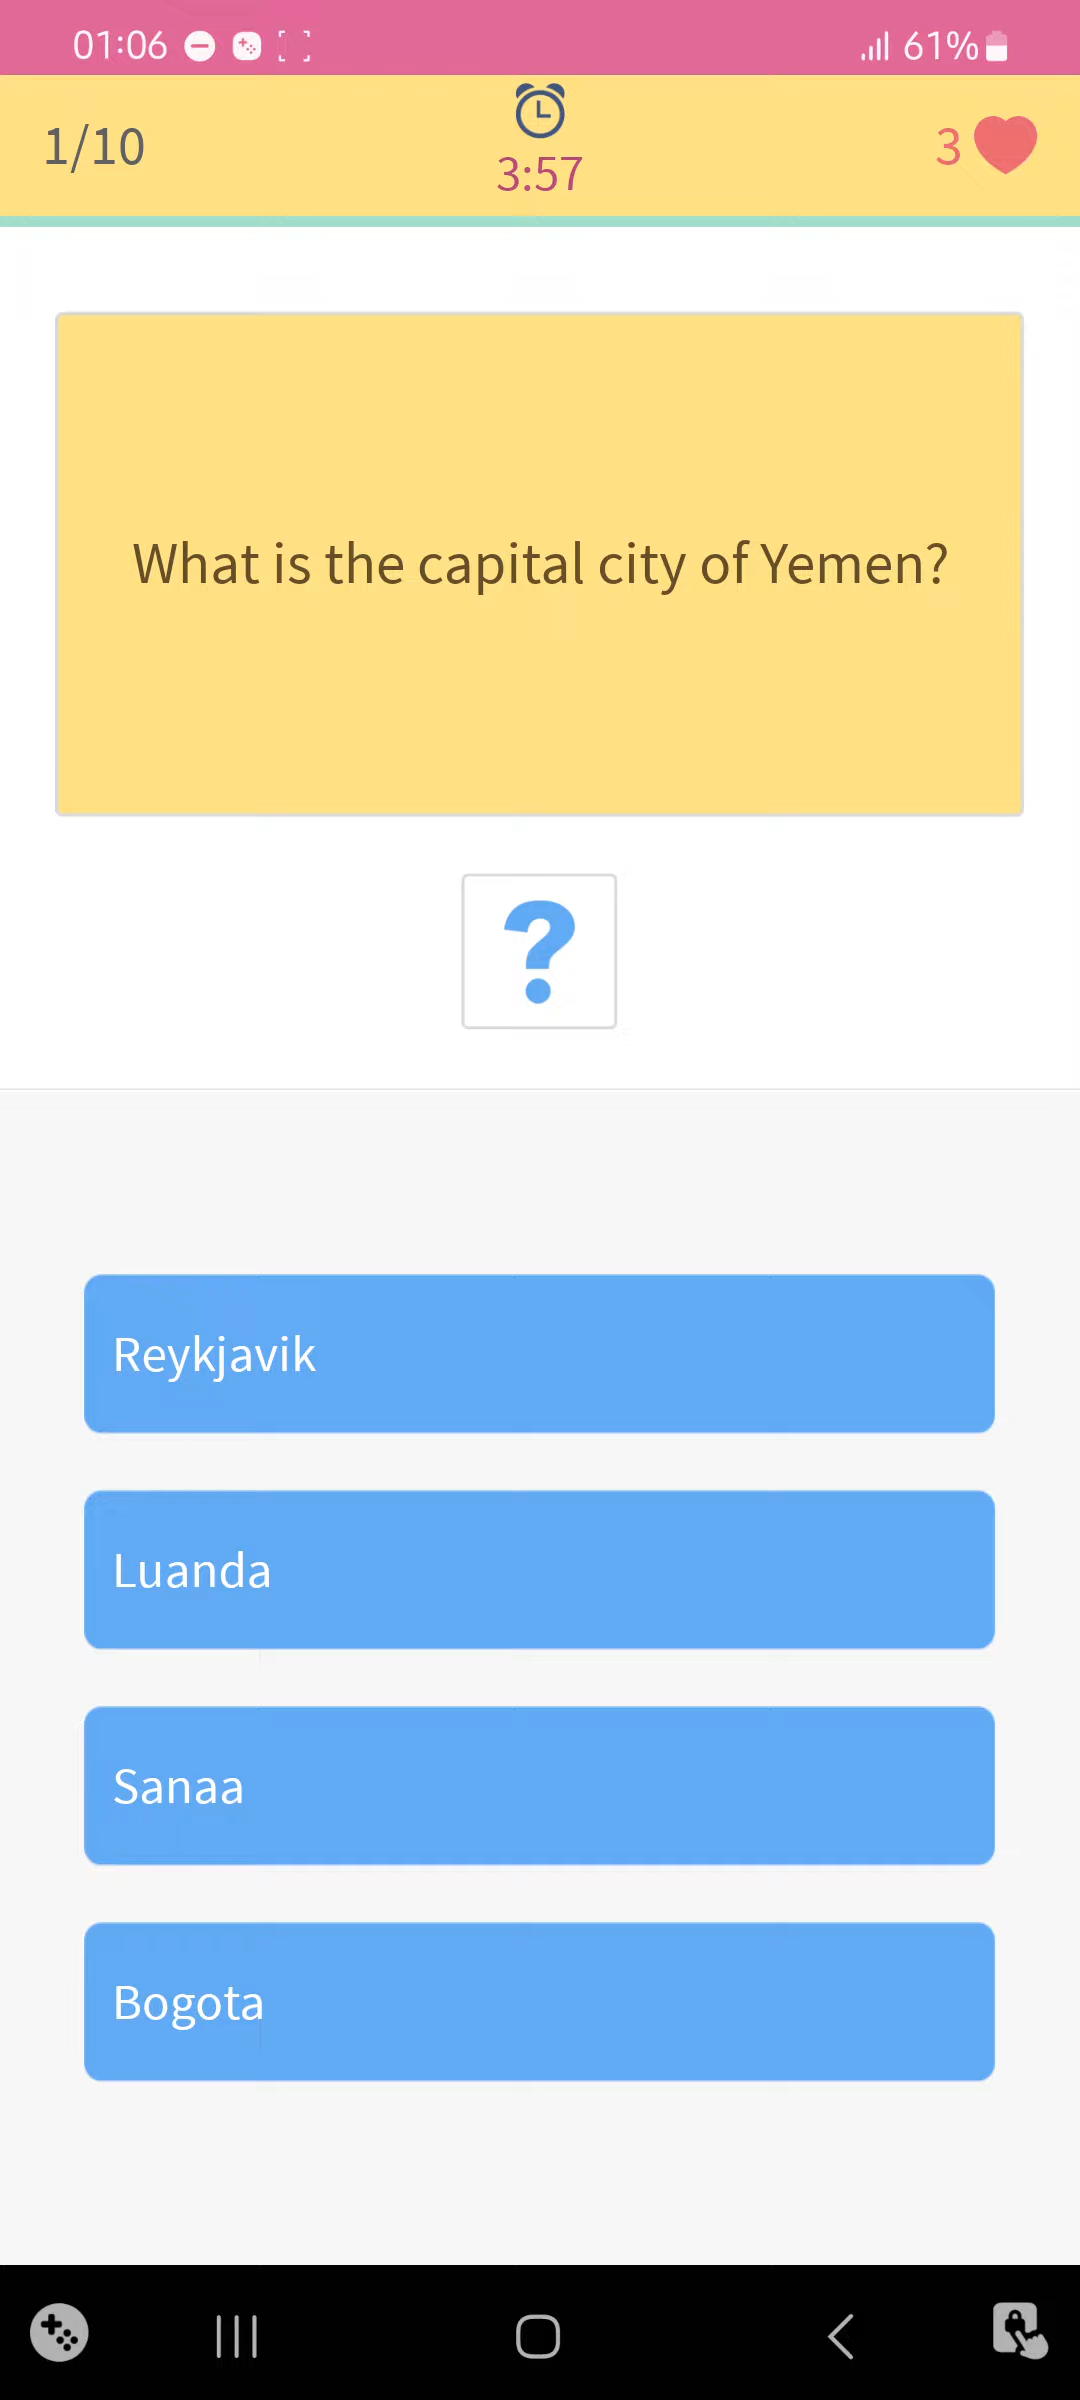 01:06 61%
1/10
3:57
3
What is the capital city of Yemen?
?
Reykjavik
Luanda
Sanaa
Bogota